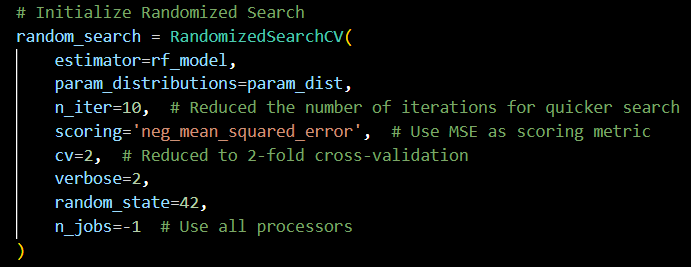 # Initialize Randomized Search
random_search = RandomizedSearchCV(
    estimator=rf_model,
    param_distributions=param_dist,
    n_iter=10,  # Reduced the number of iterations for quicker search
    scoring='neg_mean_squared_error',  # Use MSE as scoring metric
    cv=2,  # Reduced to 2-fold cross-validation
    verbose=2,
    random_state=42,
    n_jobs=-1  # Use all processors
)